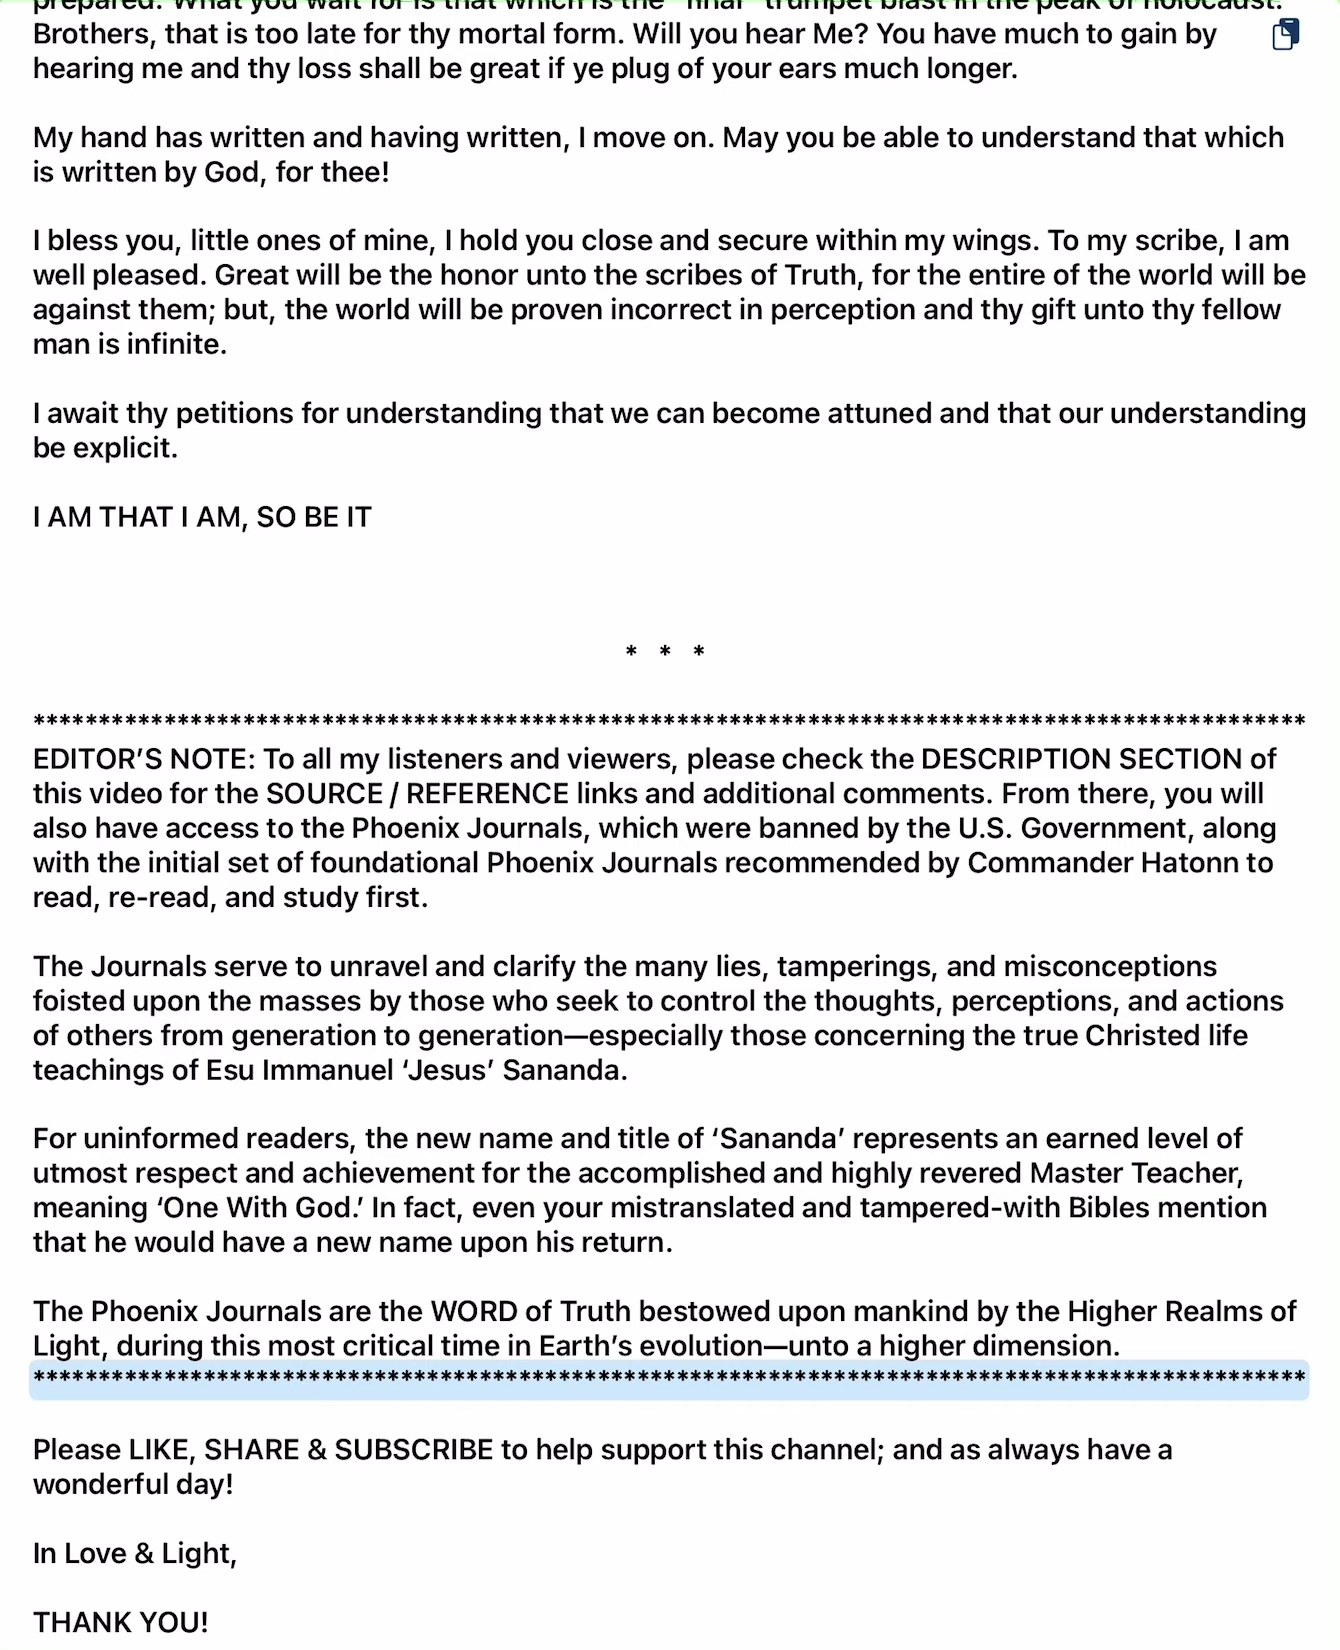 prepared. What you wait for is that which is the "final" trumpet blast in the peak of holocaust.
Brothers, that is too late for thy mortal form. Will you hear Me? You have much to gain by
hearing me and thy loss shall be great if ye plug of your ears much longer.
My hand has written and having written, I move on. May you be able to understand that which
is written by God, for thee!
I bless you, little ones of mine, I hold you close and secure within my wings. To my scribe, I am
well pleased. Great will be the honor unto the scribes of Truth, for the entire of the world will be
against them; but, the world will be proven incorrect in perception and thy gift unto thy fellow
man is infinite.
I await thy petitions for understanding that we can become attuned and that our understanding
be explicit.
I AM THAT I AM, SO BE IT
* * *
*************************************************************************************************
EDITOR’S NOTE: To all my listeners and viewers, please check the DESCRIPTION SECTION of
this video for the SOURCE / REFERENCE links and additional comments. From there, you will
also have access to the Phoenix Journals, which were banned by the U.S. Government, along
with the initial set of foundational Phoenix Journals recommended by Commander Hatonn to
read, re-read, and study first.
The Journals serve to unravel and clarify the many lies, tamperings, and misconceptions
foisted upon the masses by those who seek to control the thoughts, perceptions, and actions
of others from generation to generation—especially those concerning the true Christed life
teachings of Esu Immanuel ‘Jesus’ Sananda.
For uninformed readers, the new name and title of ‘Sananda’ represents an earned level of
utmost respect and achievement for the accomplished and highly revered Master Teacher,
meaning ‘One With God.’ In fact, even your mistranslated and tampered-with Bibles mention
that he would have a new name upon his return.
The Phoenix Journals are the WORD of Truth bestowed upon mankind by the Higher Realms of
Light, during this most critical time in Earth’s evolution—unto a higher dimension.
*************************************************************************************************
Please LIKE, SHARE & SUBSCRIBE to help support this channel; and as always have a
wonderful day!
In Love & Light,
THANK YOU!